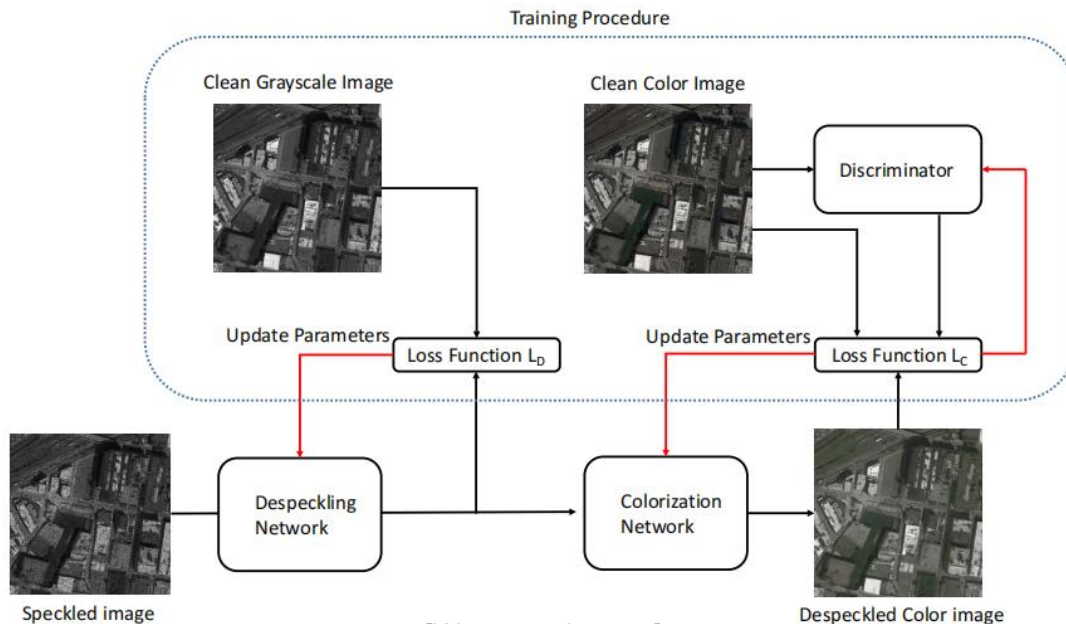 Training Procedure
Clean Grayscale Image
Clean Color Image
Discriminator
Update Parameters
Loss Function L_D
Update Parameters
Loss Function L_C
Despeckling
Network
Colorization
Network
Speckled image
Despeckled Color image